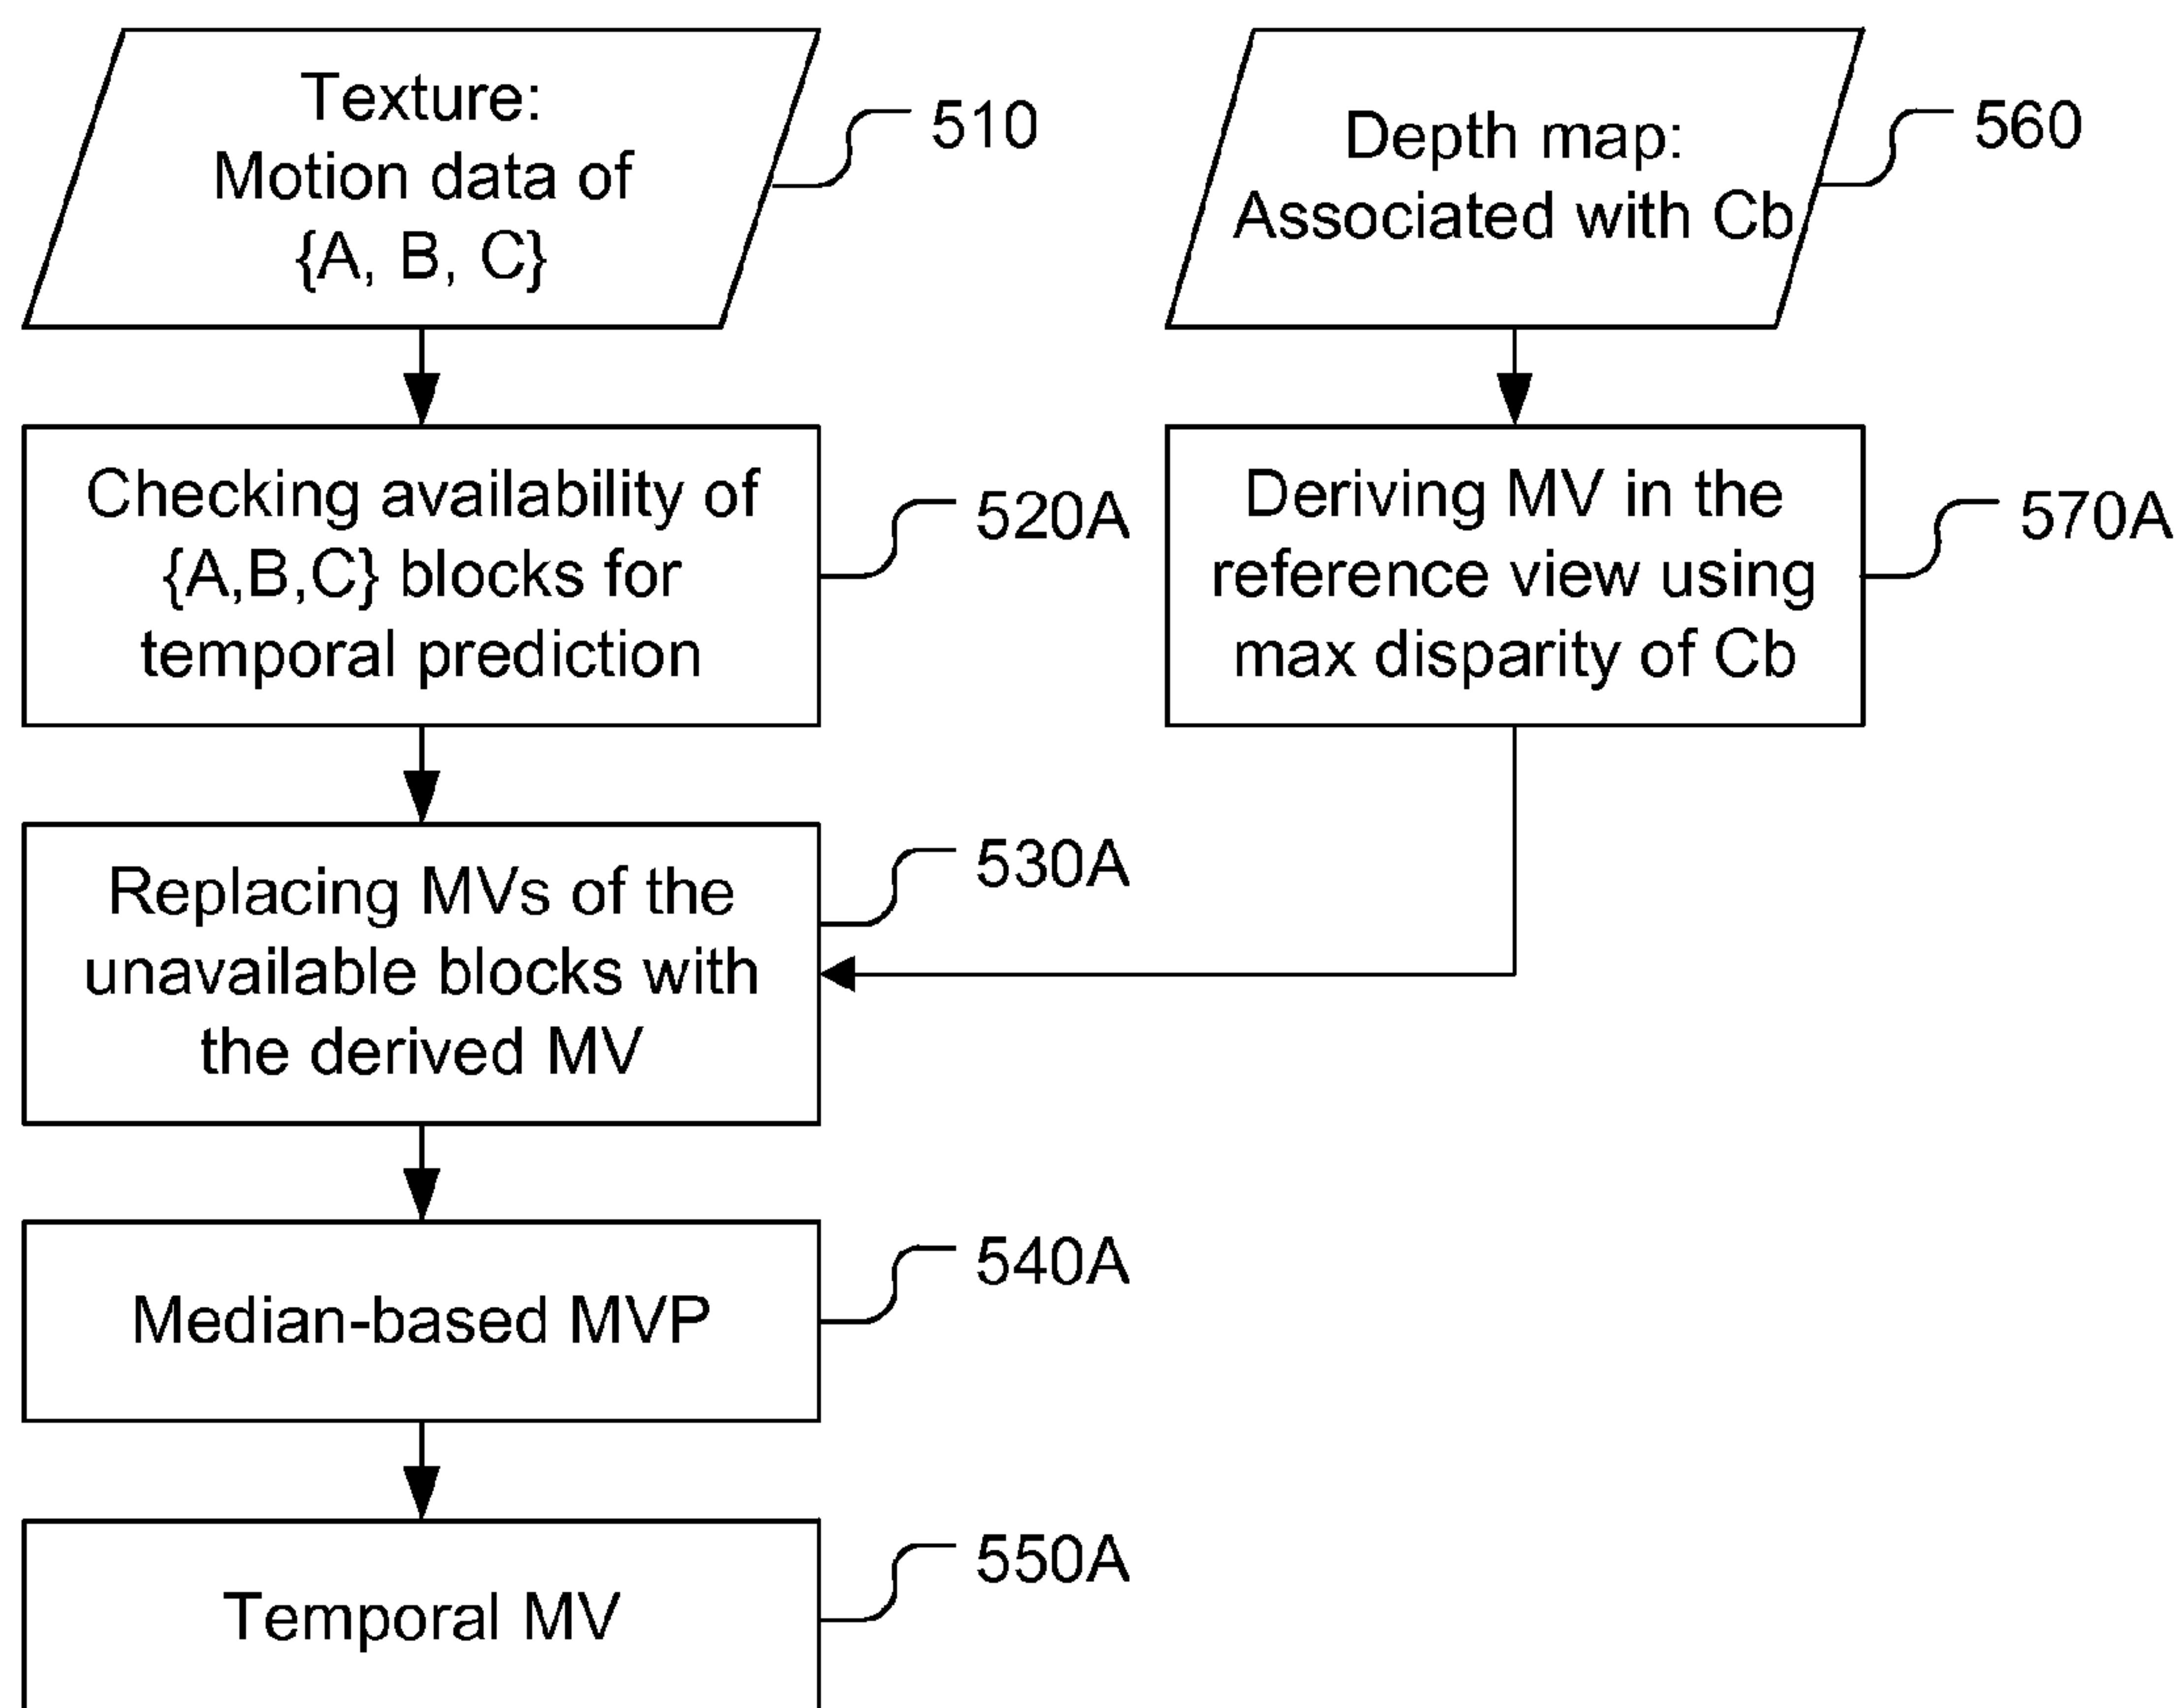 Texture:
Motion data of
{A, B, C}
510
Depth map:
Associated with Cb
560
Checking availability of
{A,B,C} blocks for
temporal prediction
520A
Deriving MV in the
reference view using
max disparity of Cb
570A
Replacing MVs of the
unavailable blocks with
the derived MV
530A
Median-based MVP
540A
Temporal MV
550A